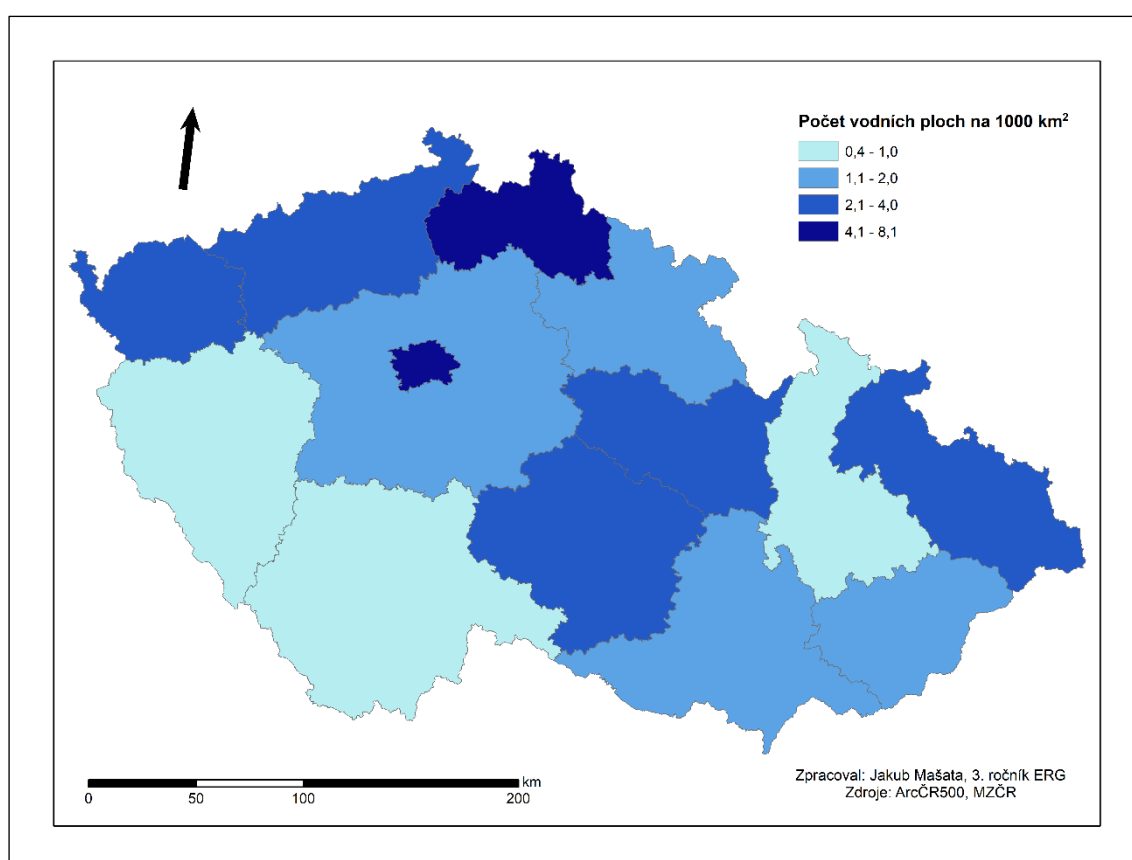 Počet vodních ploch na 1000 km²
0,4 - 1,0
1,1 - 2,0
2,1 - 4,0
4,1 - 8,1
km
0 50 100 200
Zpracoval: Jakub Mašata, 3. ročník ERG
Zdroje: ArcČR500, MZČR